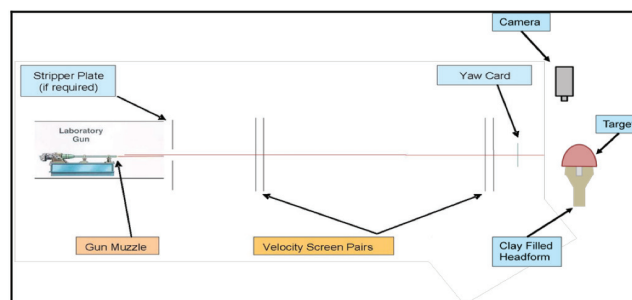 Camera
Stripper Plate
(if required)
Yaw Card
Laboratory
Gun
Target
Gun Muzzle
Velocity Screen Pairs
Clay Filled
Headform